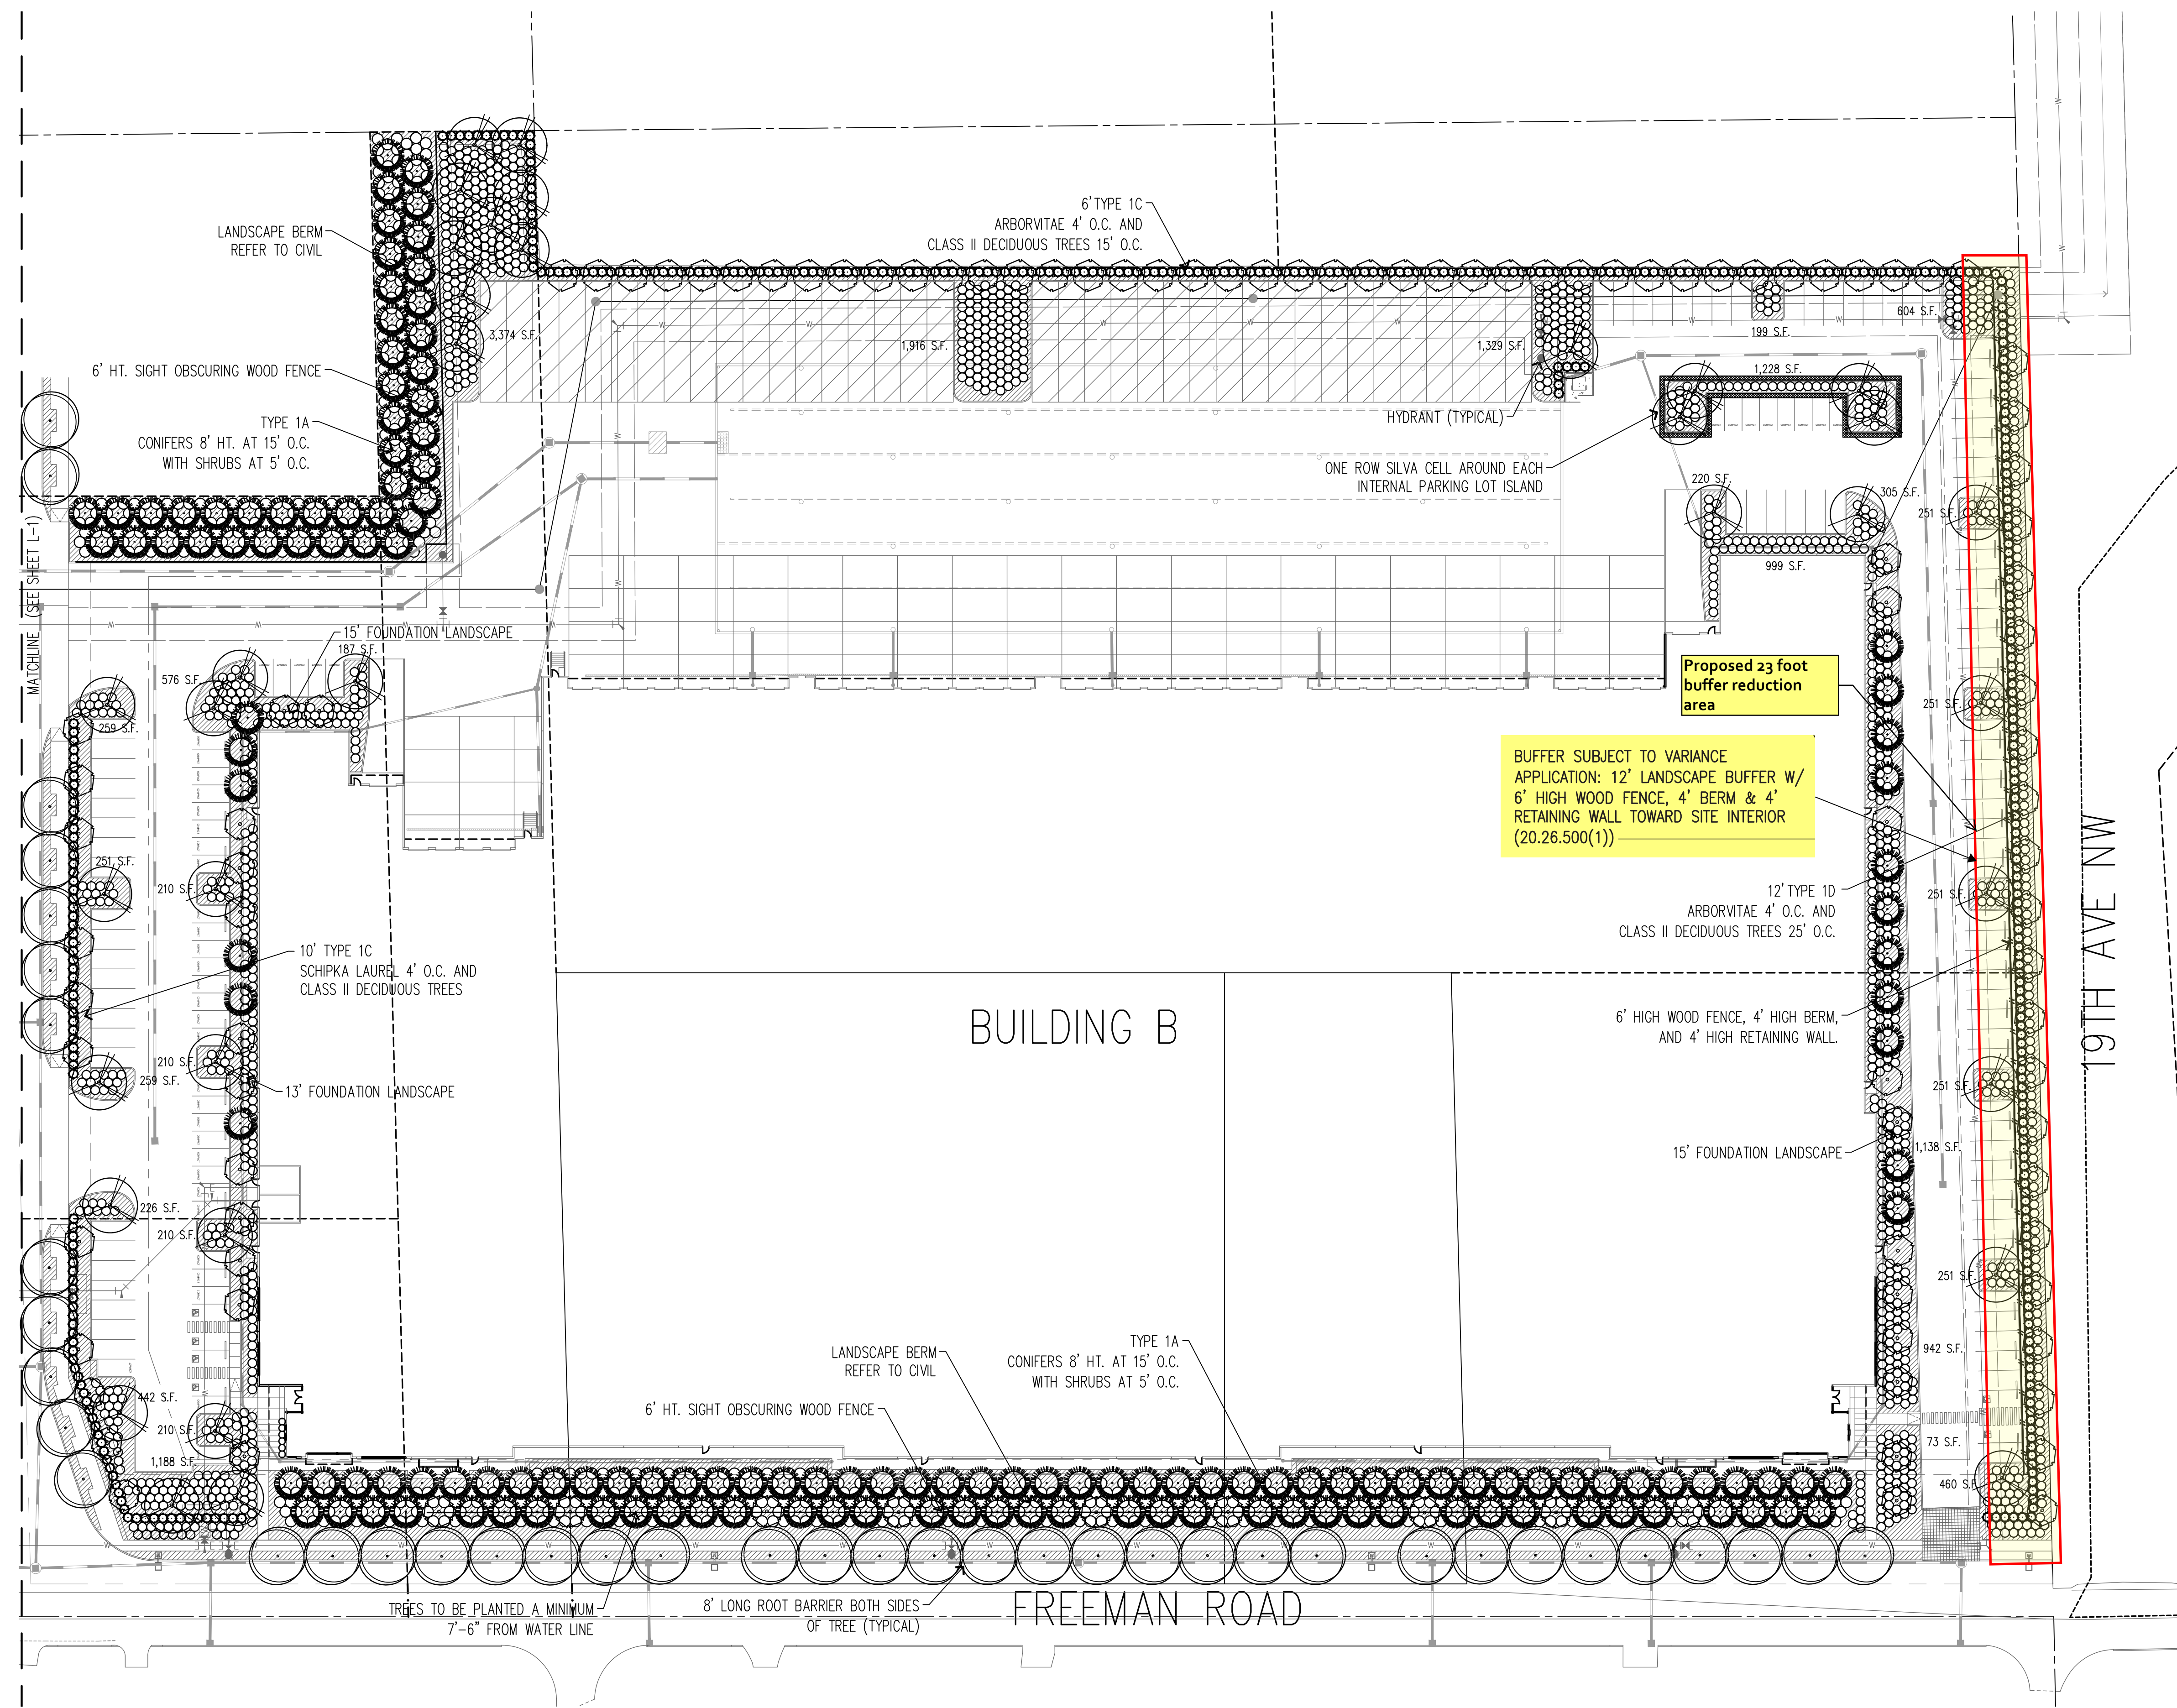 6' TYPE 1C
ARBORVITAE 4' O.C. AND
CLASS II DECIDUOUS TREES 15' O.C.
LANDSCAPE BERM
REFER TO CIVIL
3,374 S.F.
1,916 S.F.
1,329 S.F.
199 S.F.
604 S.F.
6' HT. SIGHT OBSCURING WOOD FENCE
1,228 S.F.
HYDRANT (TYPICAL)
TYPE 1A
CONIFERS 8' HT. AT 15' O.C.
WITH SHRUBS AT 5' O.C.
ONE ROW SILVA CELL AROUND EACH
INTERNAL PARKING LOT ISLAND
220 S.F.
305 S.F.
251 S.F.
999 S.F.
MATCHLINE (SEE SHEET L-1)
15' FOUNDATION LANDSCAPE
187 S.F.
576 S.F.
259 S.F.
Proposed 23 foot
buffer reduction
area
251 S.F.
BUFFER SUBJECT TO VARIANCE
APPLICATION: 12' LANDSCAPE BUFFER W/
6' HIGH WOOD FENCE, 4' BERM & 4'
RETAINING WALL TOWARD SITE INTERIOR
(20.26.500(1))
251 S.F.
210 S.F.
12' TYPE 1D
ARBORVITAE 4' O.C. AND
CLASS II DECIDUOUS TREES 25' O.C.
251 S.F.
19TH AVE NW
10' TYPE 1C
SCHIPKA LAUREL 4' O.C. AND
CLASS II DECIDUOUS TREES
BUILDING B
6' HIGH WOOD FENCE, 4' HIGH BERM,
AND 4' HIGH RETAINING WALL.
210 S.F.
259 S.F.
13' FOUNDATION LANDSCAPE
251 S.F.
15' FOUNDATION LANDSCAPE
1,138 S.F.
226 S.F.
210 S.F.
251 S.F.
LANDSCAPE BERM
REFER TO CIVIL
TYPE 1A
CONIFERS 8' HT. AT 15' O.C.
WITH SHRUBS AT 5' O.C.
942 S.F.
442 S.F.
210 S.F.
6' HT. SIGHT OBSCURING WOOD FENCE
73 S.F.
1,188 S.F.
460 S.F.
TREES TO BE PLANTED A MINIMUM
7'-6" FROM WATER LINE
8' LONG ROOT BARRIER BOTH SIDES
OF TREE (TYPICAL)
FREEMAN ROAD